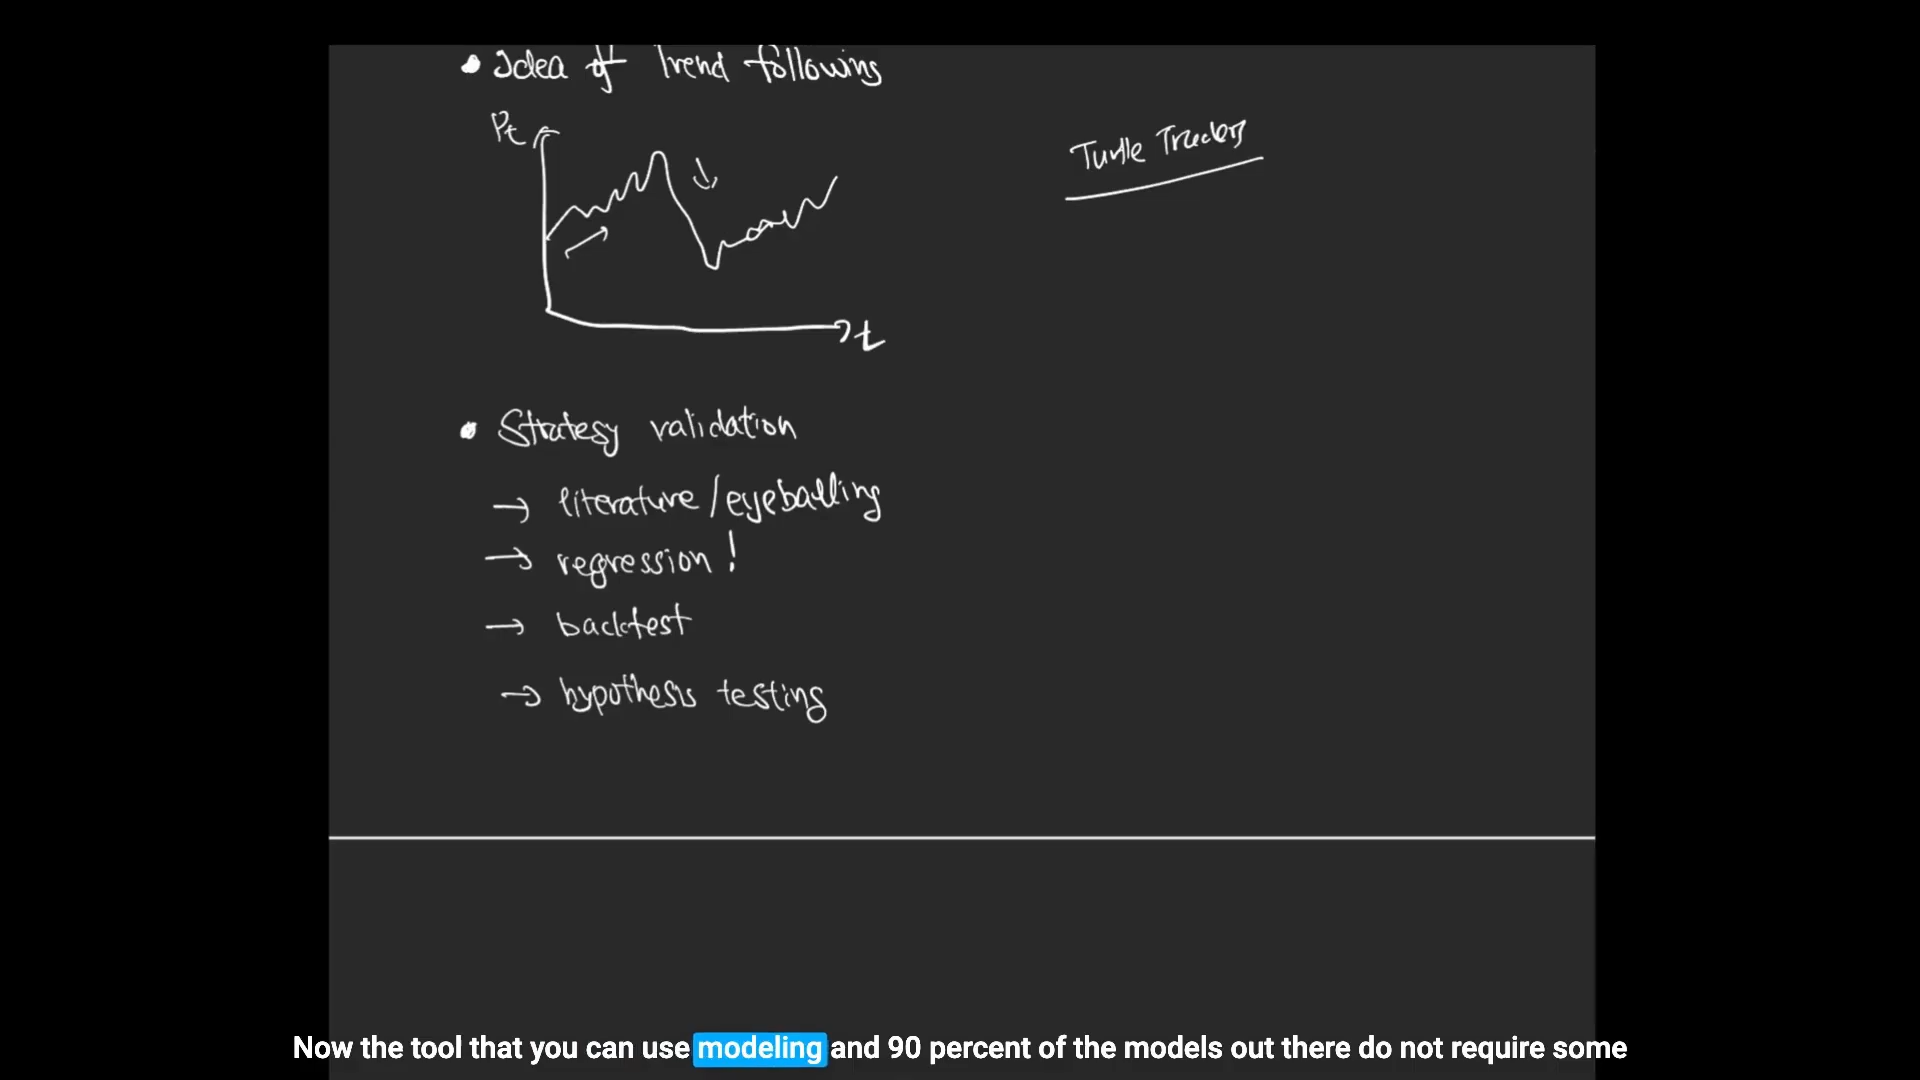 • Idea of Trend following
Pt
Turtle Traders
t
• Strategy validation
→ literature/eyeballing
→ regression!
→ backtest
→ hypothesis testing
Now the tool that you can use modeling and 90 percent of the models out there do not require some